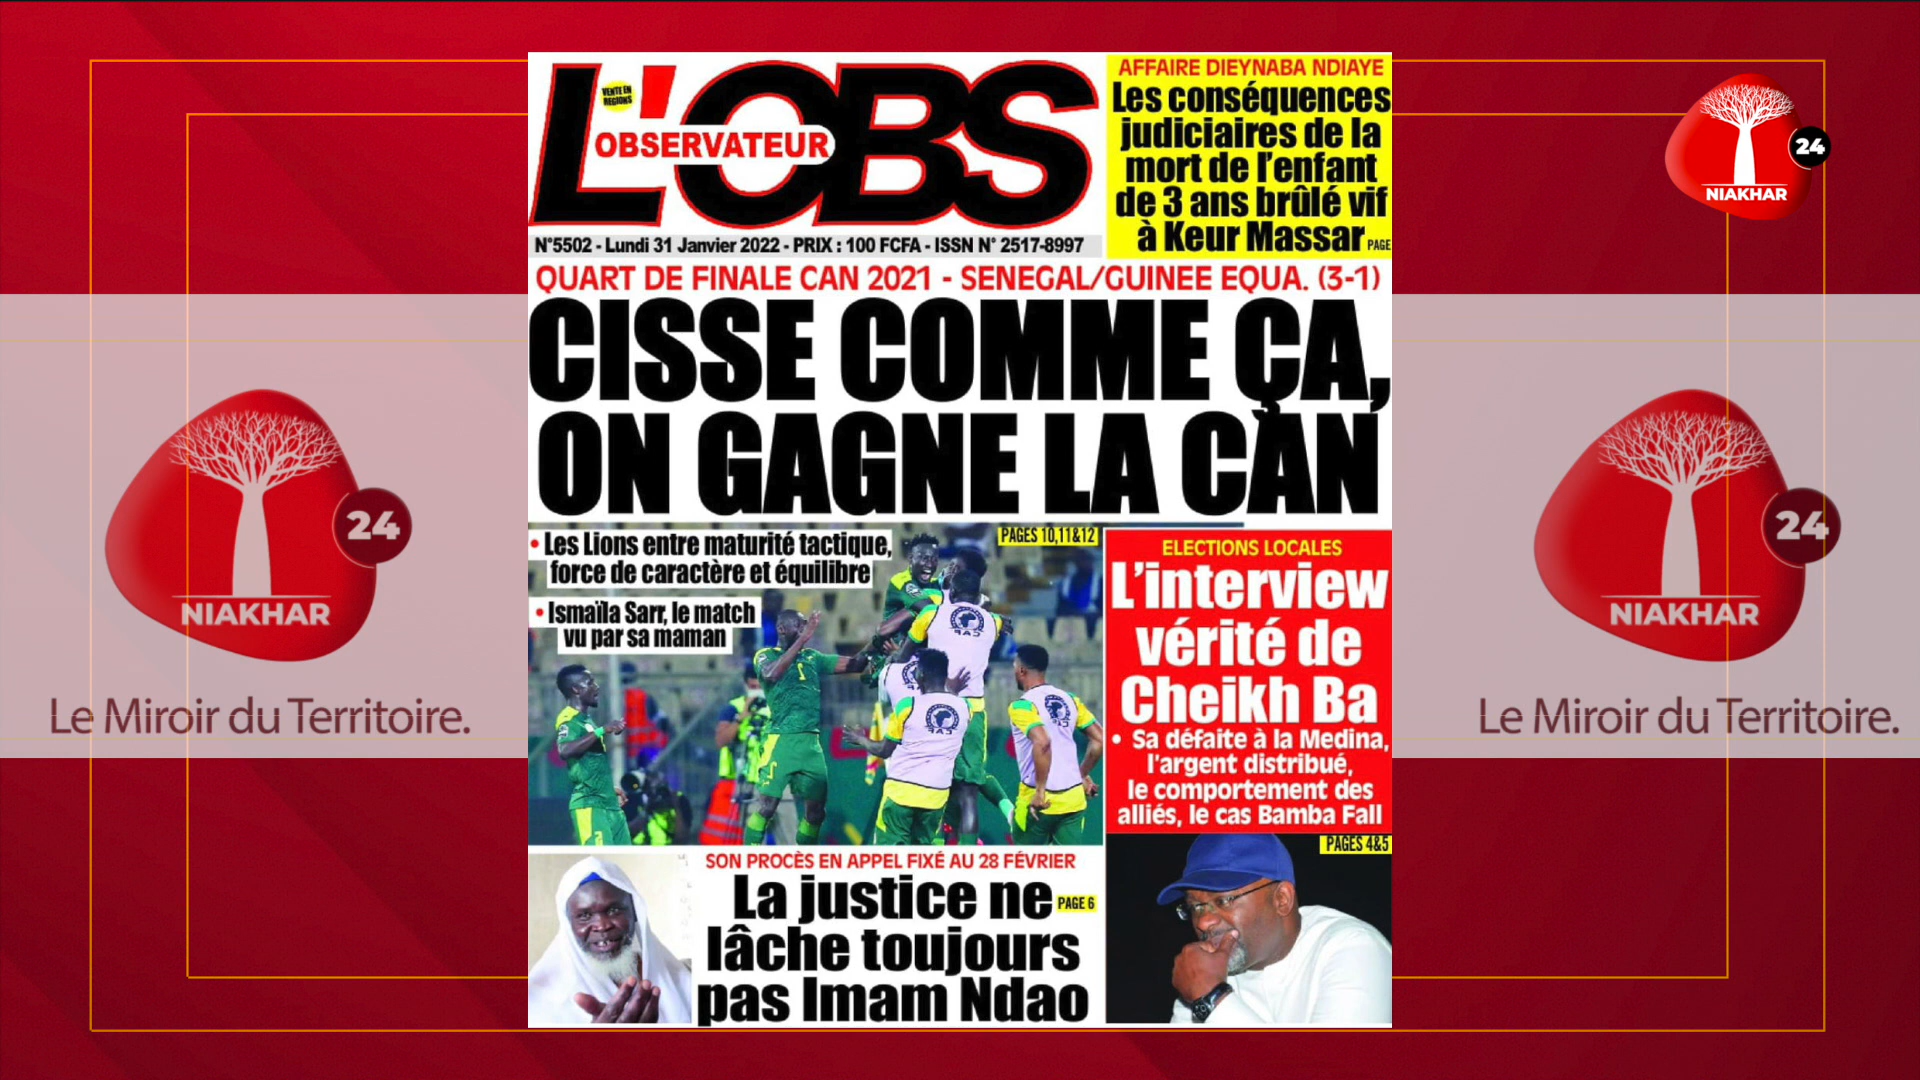 L'OBS
VENTE EN
REGIONS
OBSERVATEUR
N°5502 - Lundi 31 Janvier 2022 - PRIX : 100 FCFA - ISSN N° 2517-8997
AFFAIRE DIEYNABA NDIAYE
Les conséquences
judiciaires de la
mort de l'enfant
de 3 ans brûlé vif
à Keur Massar PAGE
24
NIAKHAR
QUART DE FINALE CAN 2021 - SENEGAL/GUINEE EQUA. (3-1)
CISSE COMME ÇA,
ON GAGNE LA CAN
• Les Lions entre maturité tactique,
force de caractère et équilibre
• Ismaïla Sarr, le match
vu par sa maman
PAGES 10,11&12
CAF
CAF
ELECTIONS LOCALES
L'interview
vérité de
Cheikh Ba
• Sa défaite à la Medina,
l'argent distribué,
le comportement des
alliés, le cas Bamba Fall
PAGES 4&5
SON PROCÈS EN APPEL FIXÉ AU 28 FÉVRIER
La justice ne PAGE 6
lâche toujours
pas Imam Ndao
24
NIAKHAR
Le Miroir du Territoire.
24
NIAKHAR
Le Miroir du Territoire.